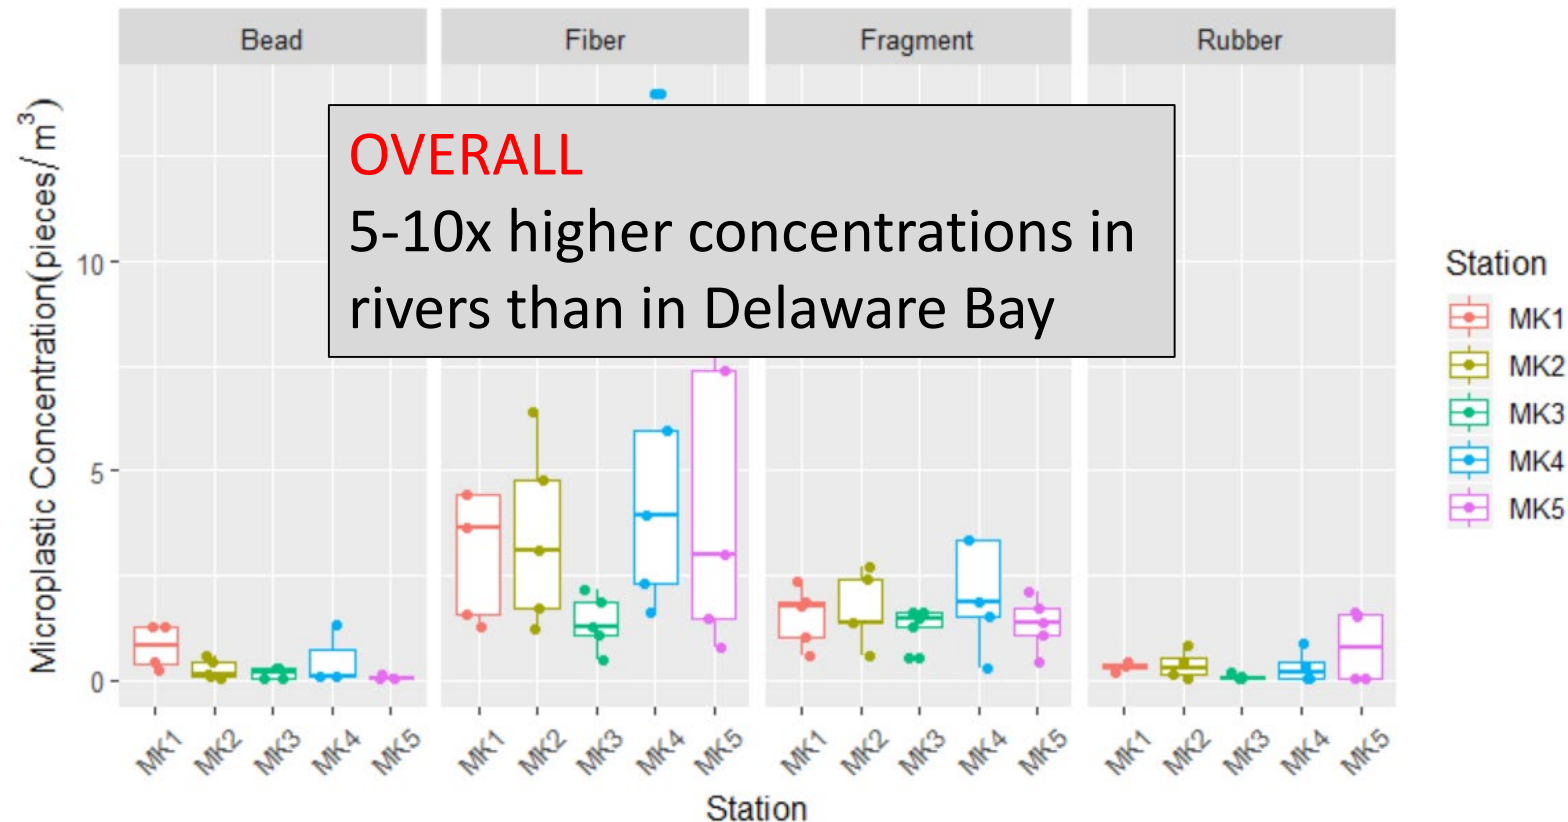 Bead Fiber Fragment Rubber
Microplastic Concentration(pieces/m³)
10
5
0
OVERALL
5-10x higher concentrations in
rivers than in Delaware Bay
MK1 MK2 MK3 MK4 MK5 MK1 MK2 MK3 MK4 MK5 MK1 MK2 MK3 MK4 MK5 MK1 MK2 MK3 MK4 MK5
Station
Station
MK1
MK2
MK3
MK4
MK5